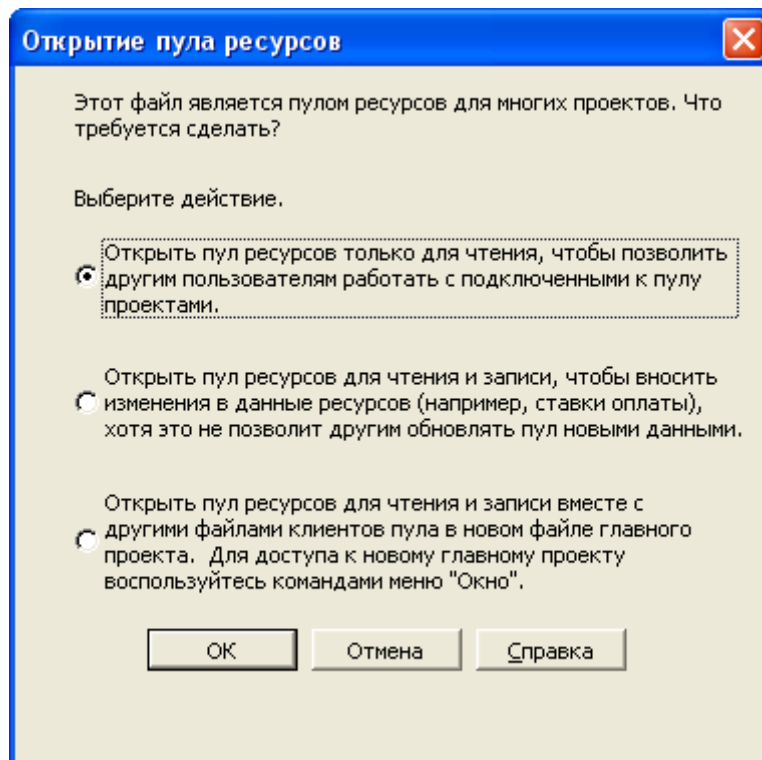 Открытие пула ресурсов
Этот файл является пулом ресурсов для многих проектов. Что
требуется сделать?
Выберите действие.
Открыть пул ресурсов только для чтения, чтобы позволить
другим пользователям работать с подключенными к пулу
проектами.
Открыть пул ресурсов для чтения и записи, чтобы вносить
изменения в данные ресурсов (например, ставки оплаты),
хотя это не позволит другим обновлять пул новыми данными.
Открыть пул ресурсов для чтения и записи вместе с
другими файлами клиентов пула в новом файле главного
проекта. Для доступа к новому главному проекту
воспользуйтесь командами меню "Окно".
ОК Отмена Справка